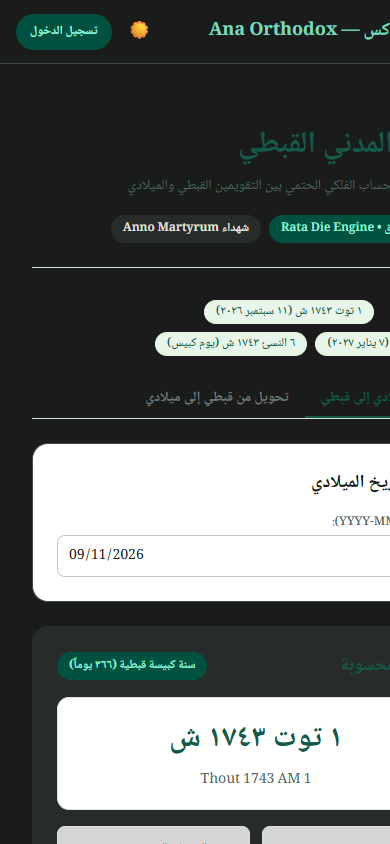 كس — Ana Orthodox
تسجيل الدخول
المدني القبطي
حساب الفلكي الحتمي بين التقويمين القبطي والميلادي
ق • Rata Die Engine
شهداء Anno Martyrum
١ توت ١٧٤٣ ش (١١ سبتمبر ٢٠٢٦)
(٧ يناير ٢٠٢٧)
٦ النسئ ١٧٤٣ ش (يوم كبيس)
لادي إلى قبطي
تحويل من قبطي إلى ميلادي
يخ الميلادي
(YYYY-MM
09/11/2026
محسوبة
سنة كبيسة قبطية (٣٦٦ يوماً)
١ توت ١٧٤٣ ش
Thout 1743 AM 1